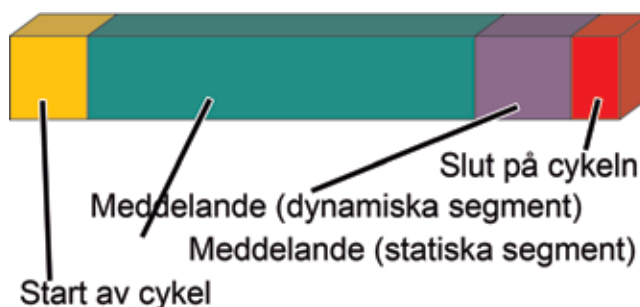 Slut på cykeln
Meddelande (dynamiska segment)
Meddelande (statiska segment)
Start av cykel